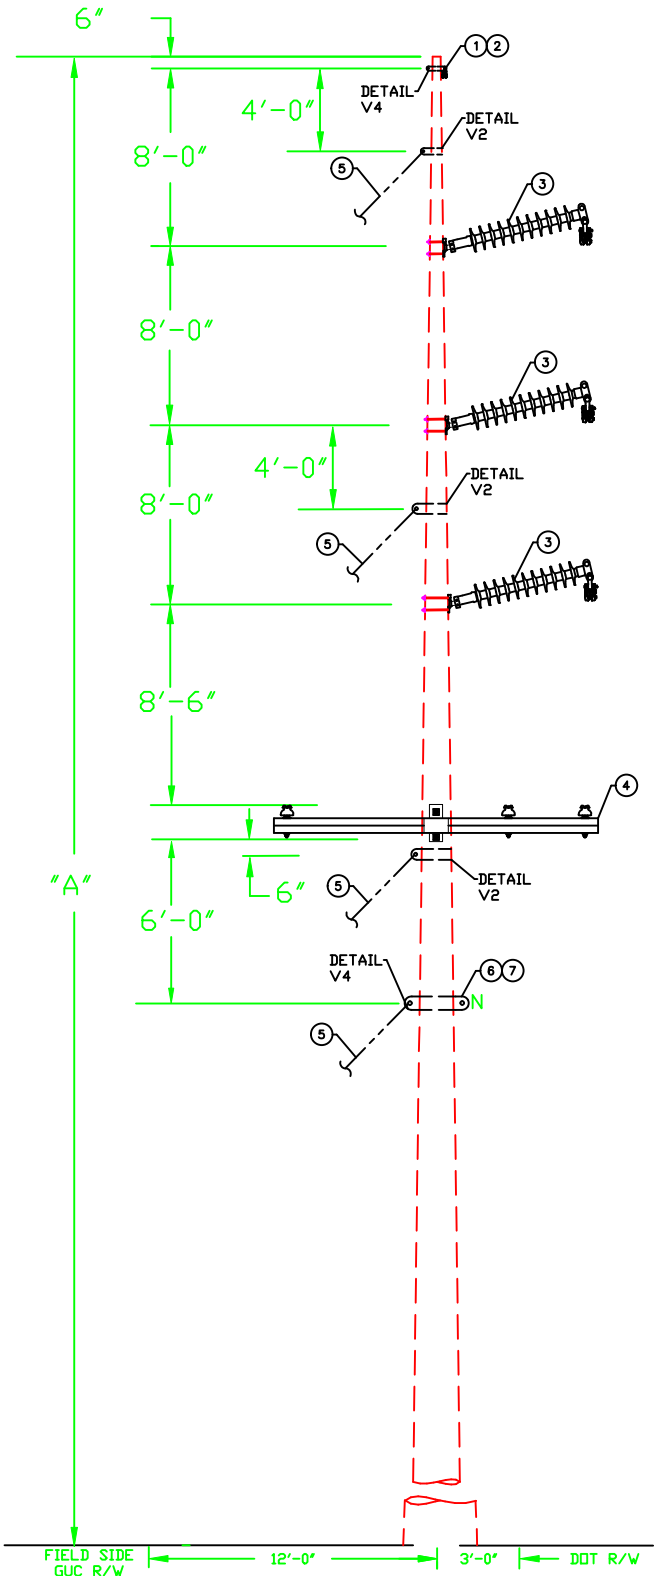 6"
1 2
DETAIL
V4
4'-0"
DETAIL
V2
8'-0"
5
3
8'-0"
3
4'-0"
DETAIL
V2
8'-0"
5
3
8'-6"
4
"A"
5
DETAIL
V2
6"
6'-0"
DETAIL
V4
6 7
N
5
FIELD SIDE
GUC R/W
12'-0"
3'-0"
DOT R/W